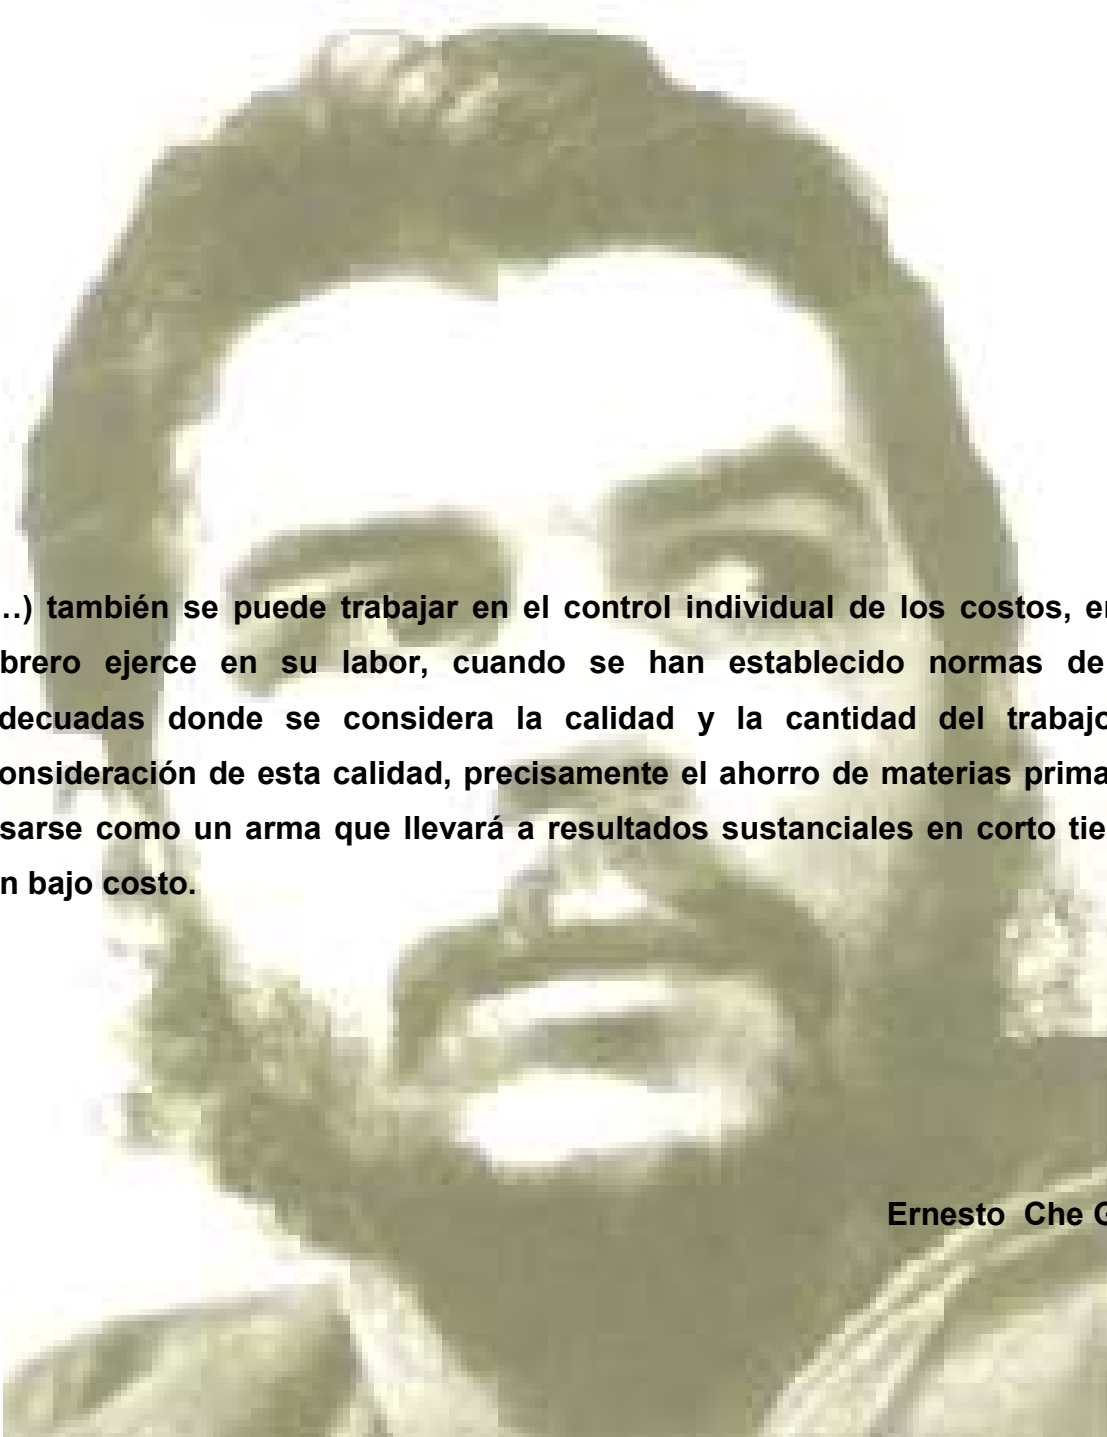 ..) también se puede trabajar en el control individual de los costos, en
brero ejerce en su labor, cuando se han establecido normas de
decuadas donde se considera la calidad y la cantidad del trabajo
onsideración de esta calidad, precisamente el ahorro de materias prima
sarse como un arma que llevará a resultados sustanciales en corto tie
n bajo costo.
Ernesto Che G